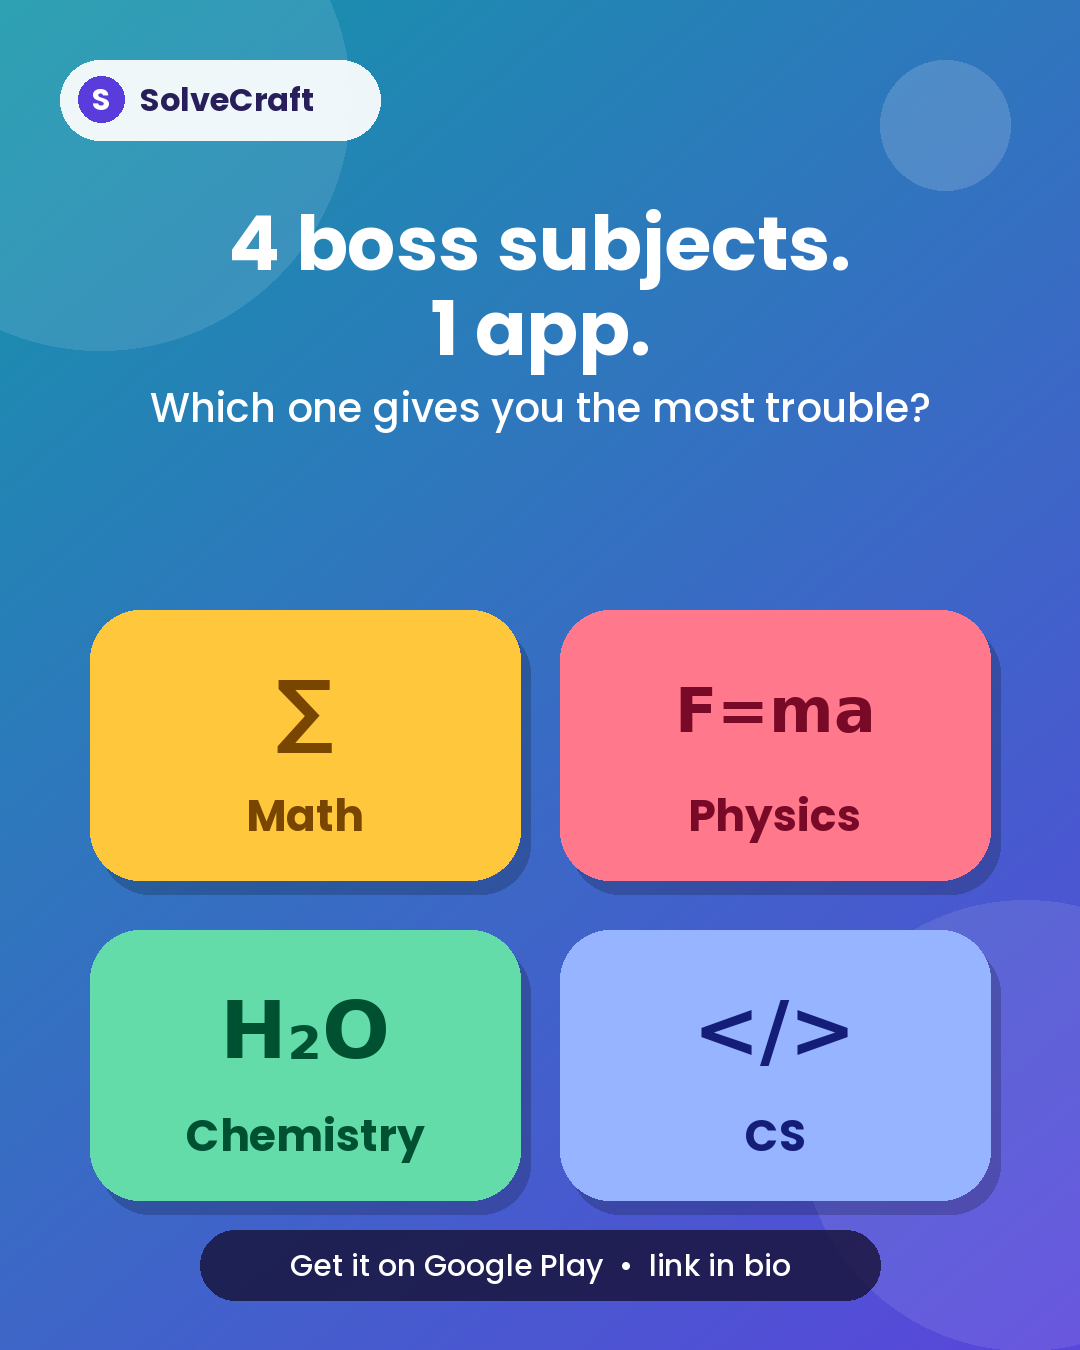 S SolveCraft
4 boss subjects.
1 app.
Which one gives you the most trouble?
∑
Math
F=ma
Physics
H₂O
Chemistry
</>
CS
Get it on Google Play • link in bio